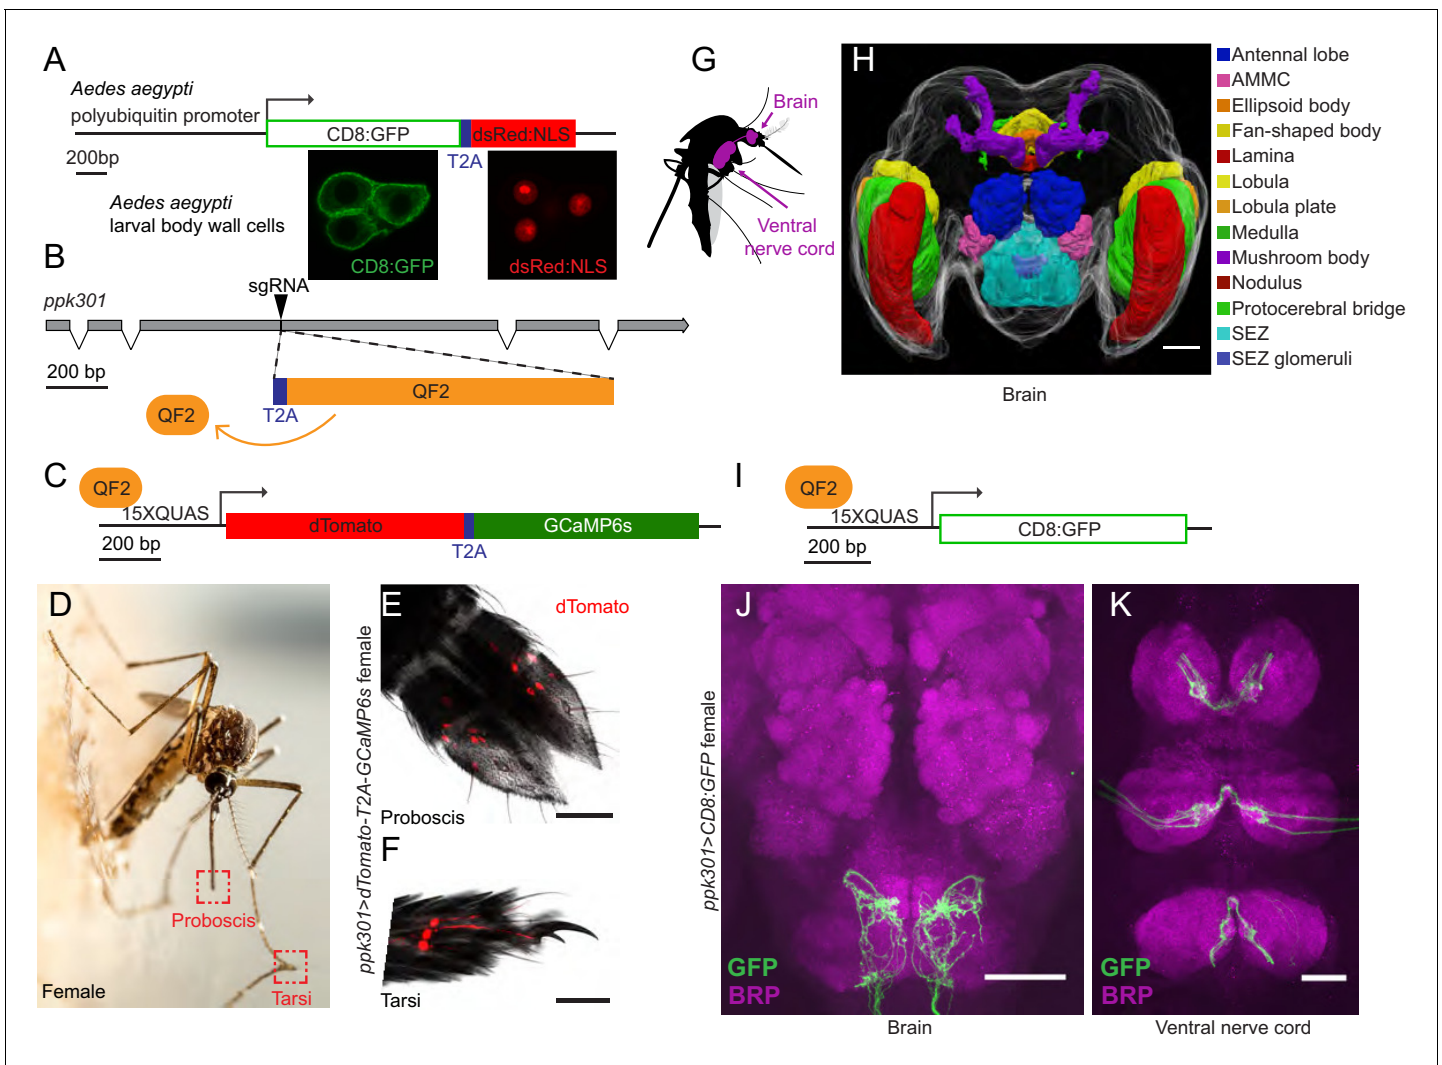 A
Aedes aegypti
polyubiquitin promoter
CD8:GFP
dsRed:NLS
T2A
200bp
Aedes aegypti
larval body wall cells
CD8:GFP
dsRed:NLS
B
sgRNA
ppk301
200 bp
QF2
T2A
QF2
C
QF2
15XQUAS
dTomato
GCaMP6s
T2A
200 bp
D
Proboscis
Tarsi
Female
ppk301>dTomato-T2A-GCaMP6s female
E
dTomato
Proboscis
F
Tarsi
G
Brain
Ventral
nerve cord
H
Antennal lobe
AMMC
Ellipsoid body
Fan-shaped body
Lamina
Lobula
Lobula plate
Medulla
Mushroom body
Nodulus
Protocerebral bridge
SEZ
SEZ glomeruli
Brain
I
QF2
15XQUAS
CD8:GFP
200 bp
ppk301>CD8:GFP female
J
GFP
BRP
Brain
K
GFP
BRP
Ventral nerve cord